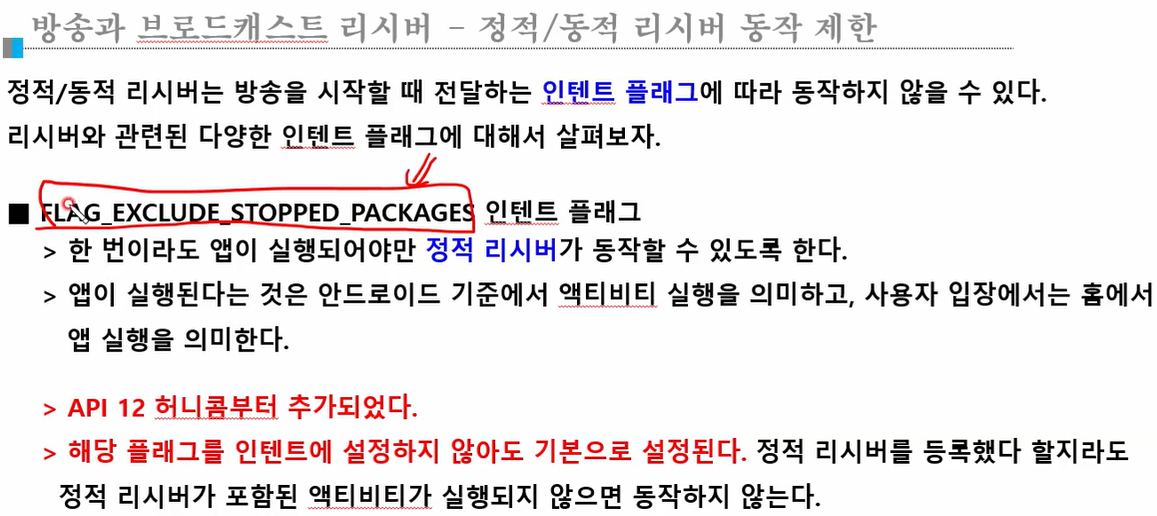 방송과 브로드캐스트 리시버 – 정적/동적 리시버 동작 제한
정적/동적 리시버는 방송을 시작할 때 전달하는 인텐트 플래그에 따라 동작하지 않을 수 있다.
리시버와 관련된 다양한 인텐트 플래그에 대해서 살펴보자.
■ FLAG_EXCLUDE_STOPPED_PACKAGES 인텐트 플래그
> 한 번이라도 앱이 실행되어야만 정적 리시버가 동작할 수 있도록 한다.
> 앱이 실행된다는 것은 안드로이드 기준에서 액티비티 실행을 의미하고, 사용자 입장에서는 홈에서
앱 실행을 의미한다.
> API 12 허니콤부터 추가되었다.
> 해당 플래그를 인텐트에 설정하지 않아도 기본으로 설정된다. 정적 리시버를 등록했다 할지라도
정적 리시버가 포함된 액티비티가 실행되지 않으면 동작하지 않는다.